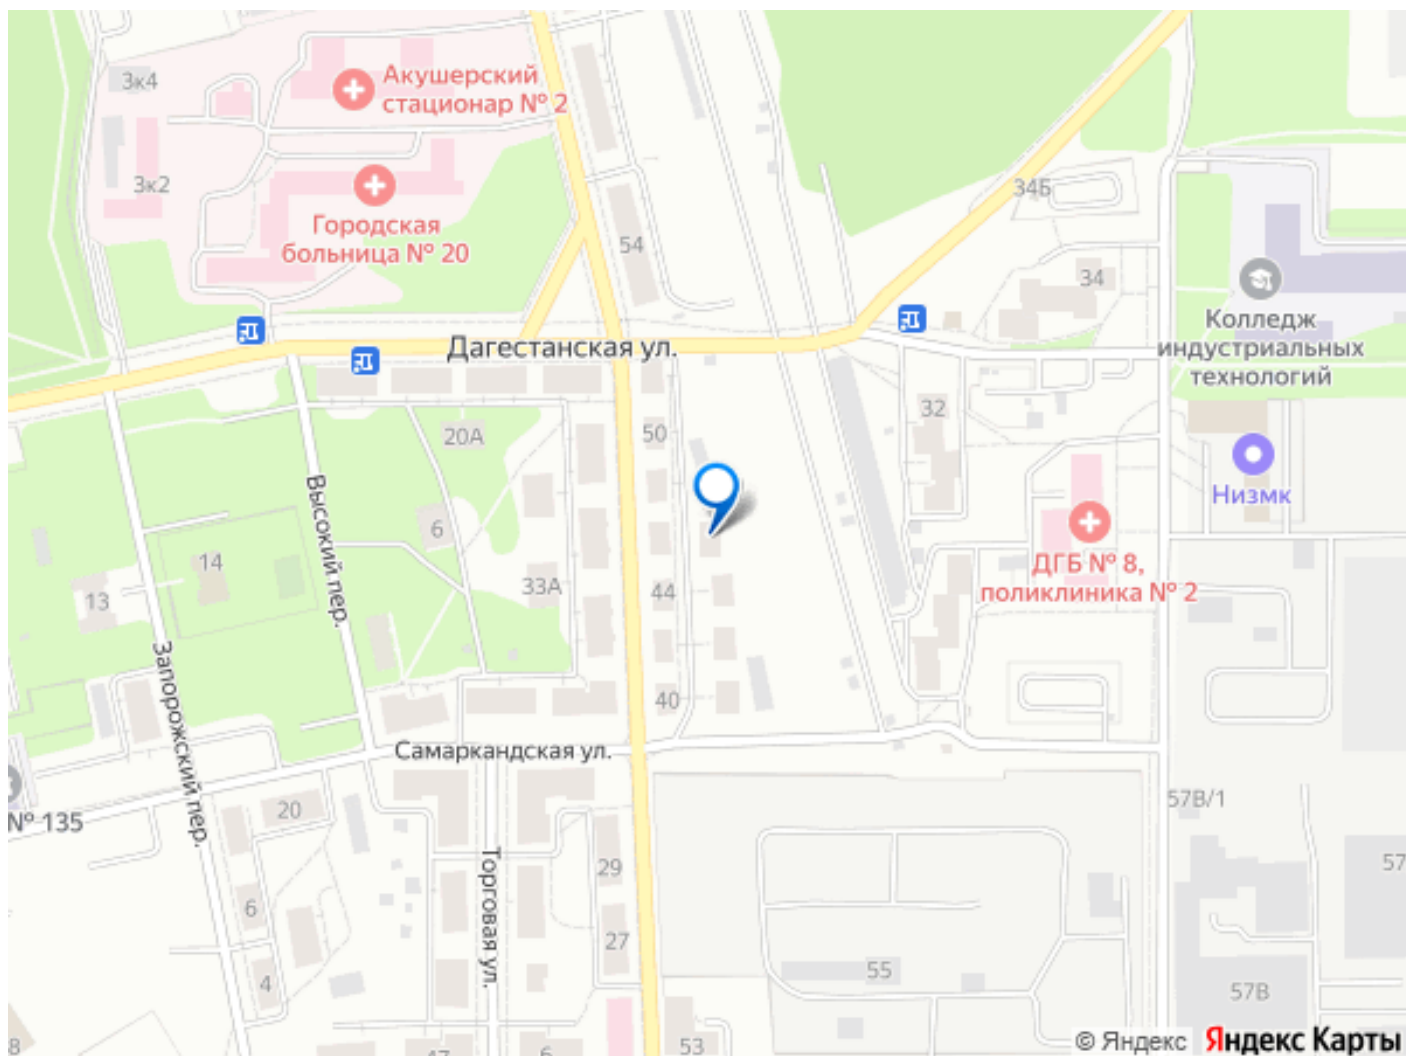 3к4
Акушерский
стационар № 2
3к2
Городская
больница № 20
54
34Б
34
Колледж
индустриальных
технологий
Дагестанская ул.
32
50
20А
Низмк
Высокий пер.
6
14
33А
13
44
ДГБ № 8,
поликлиника № 2
Запорожский пер.
40
Самаркандская ул.
57В/1
№ 135
20
57
29
Торговая ул.
6
27
4
55
57В
8
47
6
53
© Яндекс
Яндекс Карты